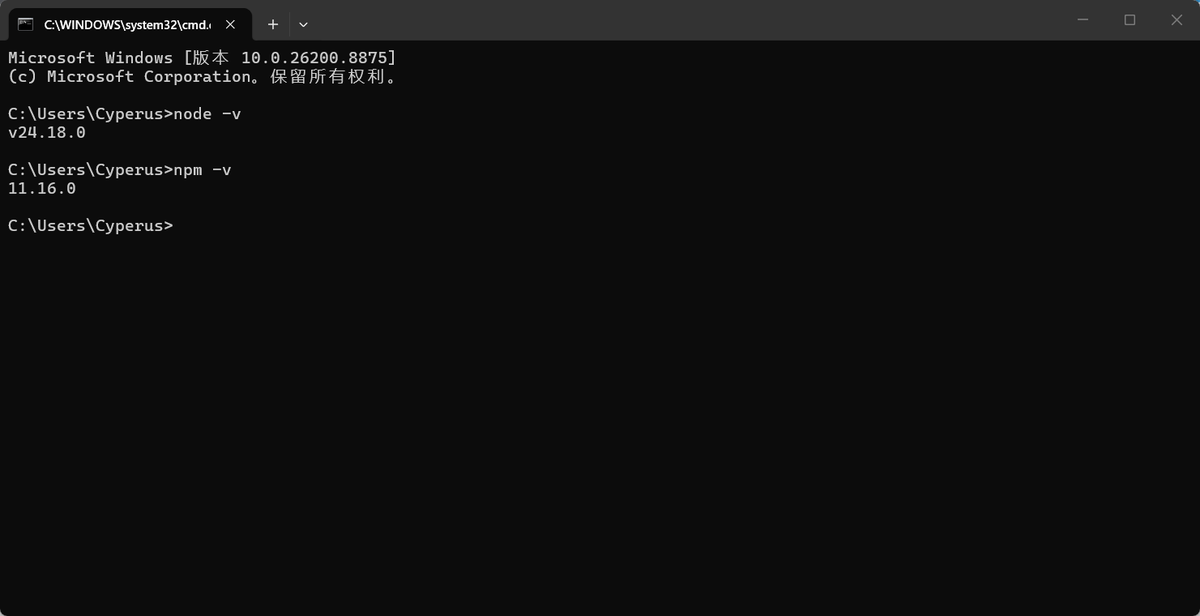 C:\WINDOWS\system32\cmd.
Microsoft Windows [版本 10.0.26200.8875]
(c) Microsoft Corporation。保留所有权利。
C:\Users\Cyperus>node -v
v24.18.0
C:\Users\Cyperus>npm -v
11.16.0
C:\Users\Cyperus>